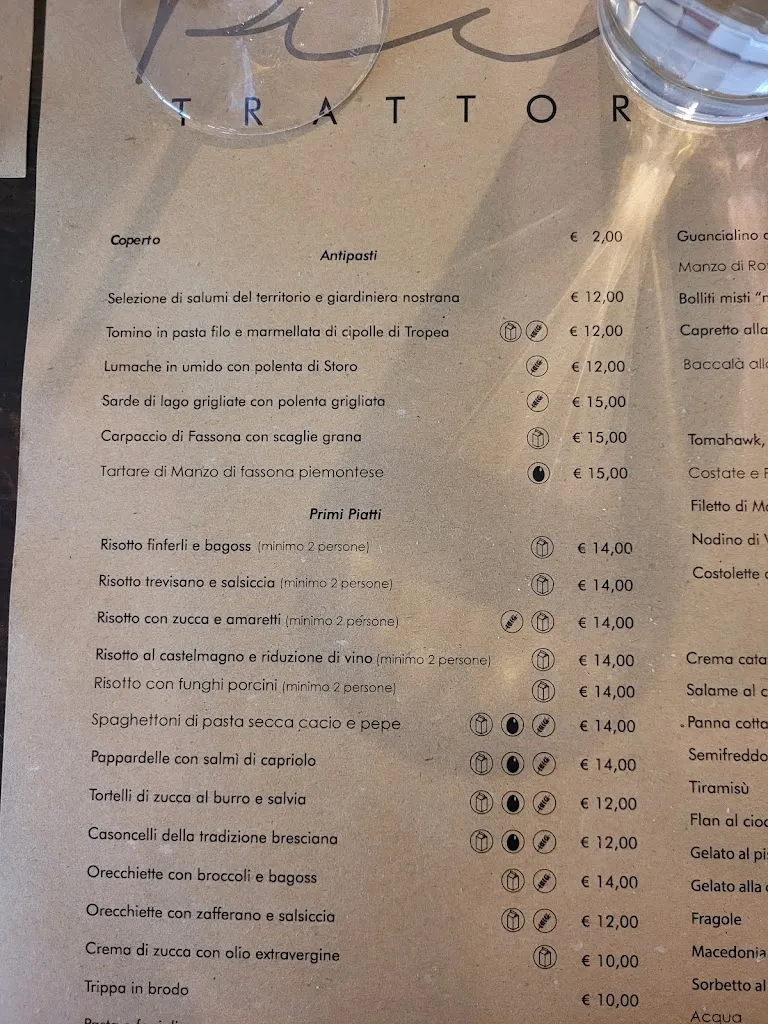 TRATTOR
Coperto € 2,00
Antipasti
Selezione di salumi del territorio e giardiniera nostrana € 12,00
Tomino in pasta filo e marmellata di cipolle di Tropea € 12,00
Lumache in umido con polenta di Storo € 12,00
Sarde di lago grigliate con polenta grigliata € 15,00
Carpaccio di Fassona con scaglie grana € 15,00
Tartare di Manzo di fassona piemontese € 15,00
Primi Piatti
Risotto finferli e bagoss (minimo 2 persone) € 14,00
Risotto trevisano e salsiccia (minimo 2 persone) € 14,00
Risotto con zucca e amaretti (minimo 2 persone) € 14,00
Risotto al castelmagno e riduzione di vino (minimo 2 persone) € 14,00
Risotto con funghi porcini (minimo 2 persone) € 14,00
Spaghettoni di pasta secca cacio e pepe € 14,00
Pappardelle con salmì di capriolo € 14,00
Tortelli di zucca al burro e salvia € 12,00
Casoncelli della tradizione bresciana € 12,00
Orecchiette con broccoli e bagoss € 14,00
Orecchiette con zafferano e salsiccia € 12,00
Crema di zucca con olio extravergine € 10,00
Trippa in brodo € 10,00
Guancialino
Manzo di
Bolliti misti
Capretto alla
Baccalà
Tomahawk,
Costate e
Filetto di
Nodino di
Costolette
Crema
Salame al
Panna cotta
Semifreddo
Tiramisù
Flan al
Gelato al
Gelato alla
Fragole
Macedonia
Sorbetto al
Acqua